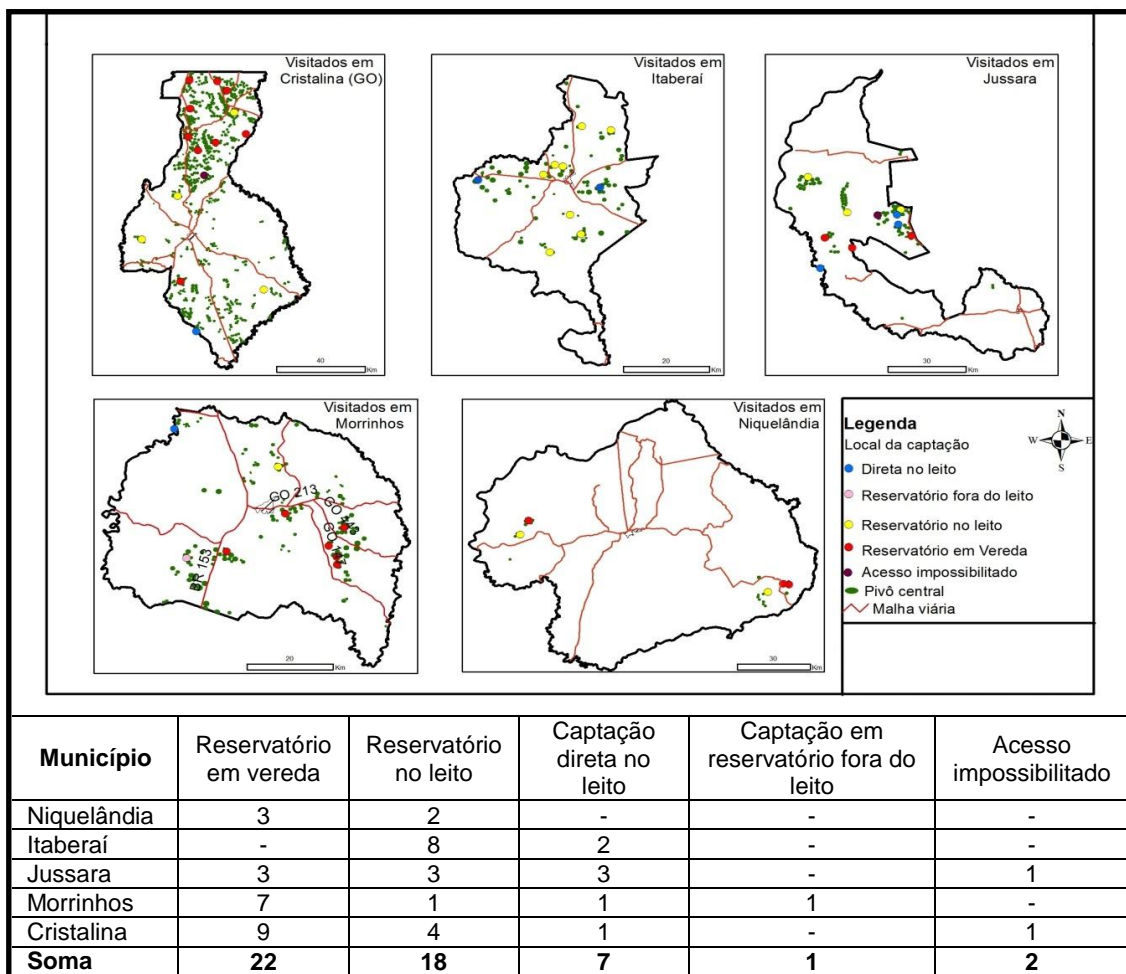 Visitados em
Cristalina (GO)
40
Km
Visitados em
Itaberaí
20
Km
Visitados em
Jussara
30
Km
Visitados em
Morrinhos
GO 213
BR 153
20
Km
Visitados em
Niquelândia
30
Km
Legenda
Local da captação
Direta no leito
Reservatório fora do leito
Reservatório no leito
Reservatório em Vereda
Acesso impossibilitado
Pivô central
Malha viária
N
W E
S
Município Reservatório em vereda Reservatório no leito Captação direta no leito Captação em reservatório fora do leito Acesso impossibilitado
Niquelândia 3 2 - - -
Itaberaí - 8 2 - -
Jussara 3 3 3 - 1
Morrinhos 7 1 1 1 -
Cristalina 9 4 1 - 1
Soma 22 18 7 1 2